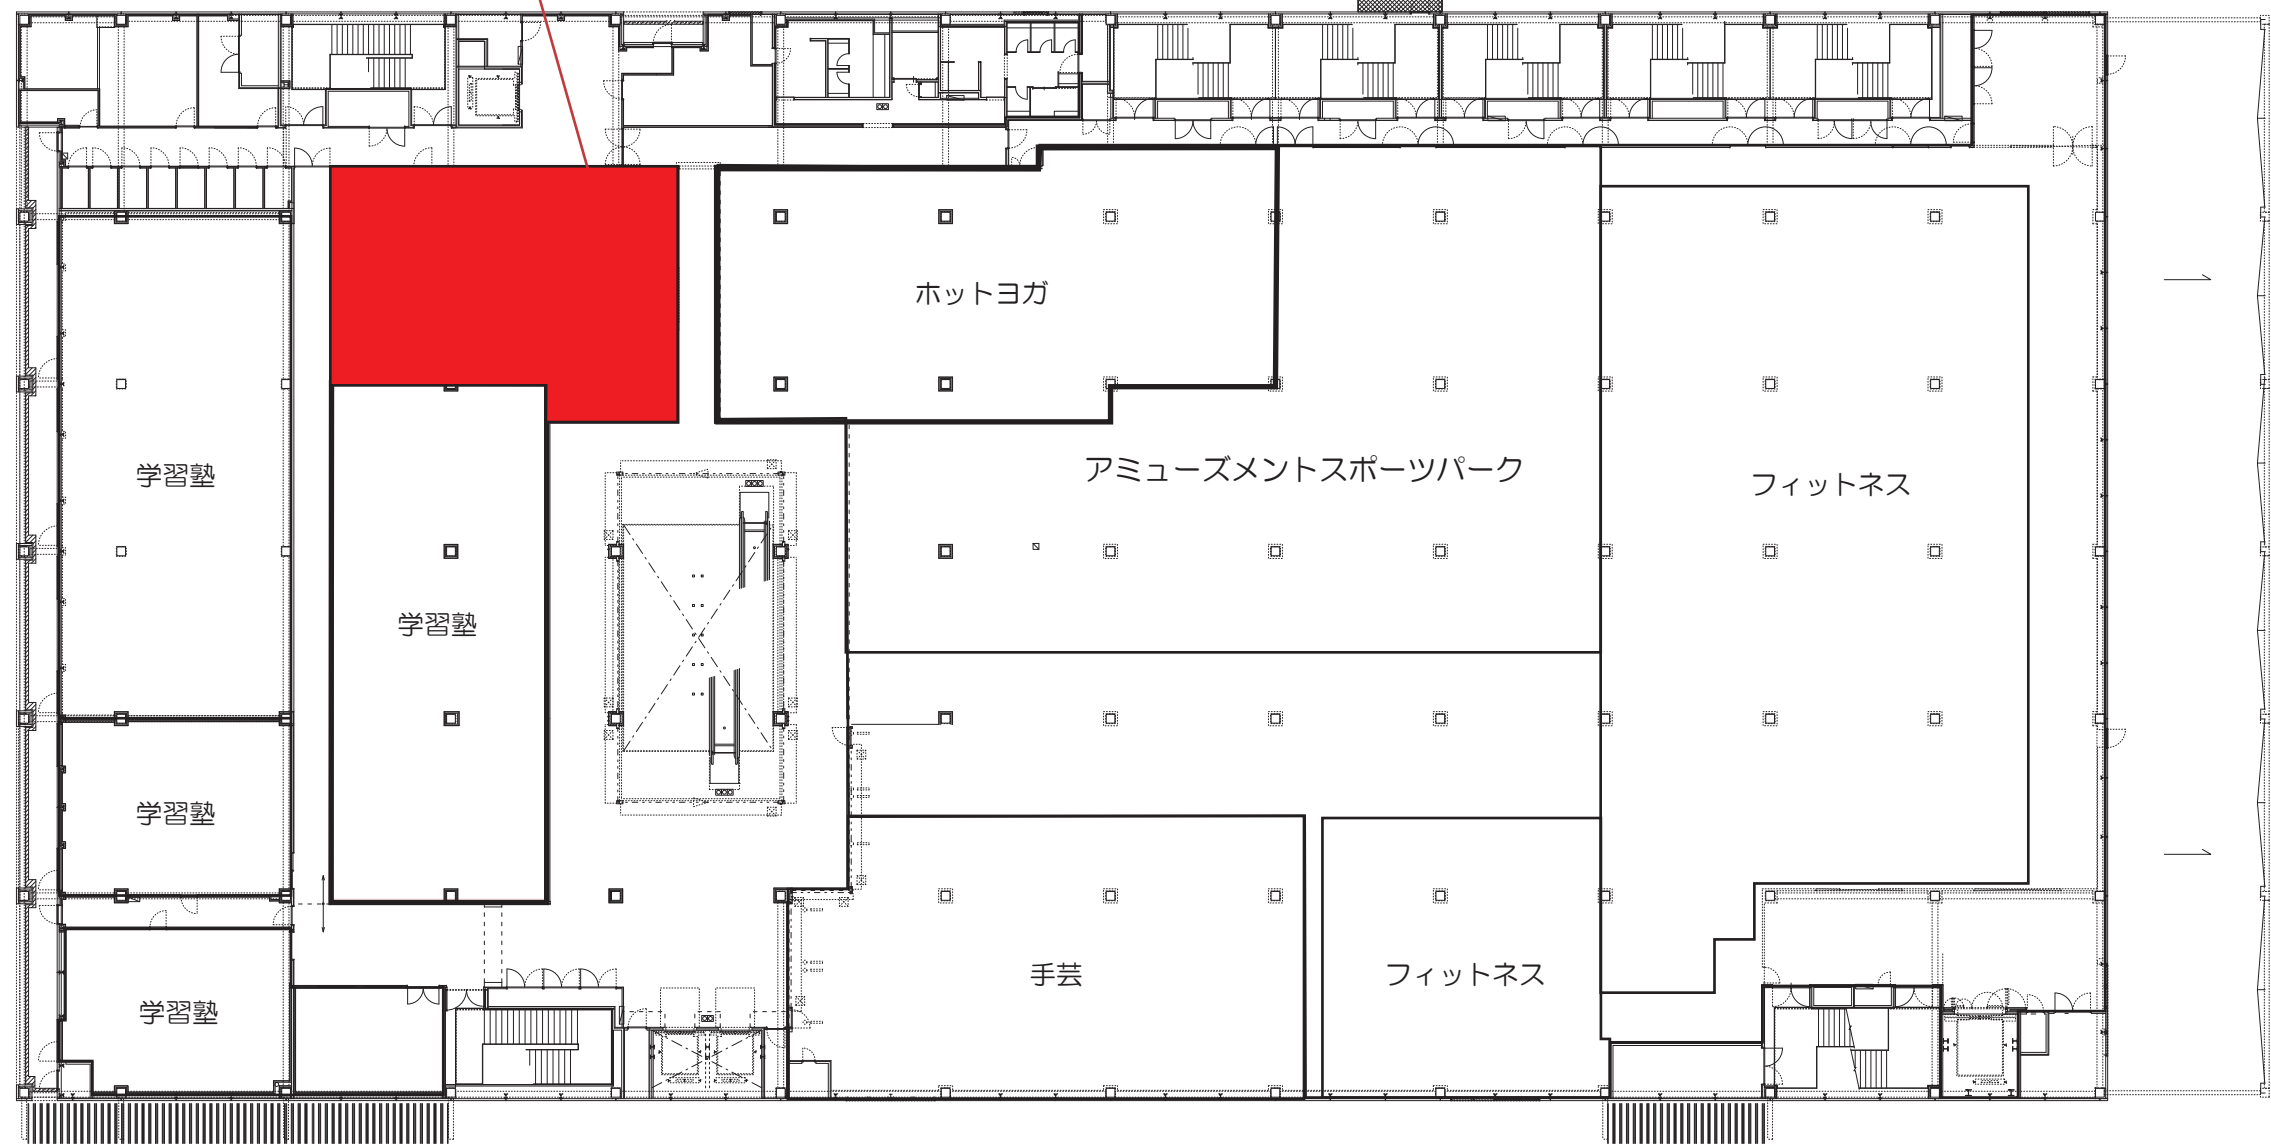 ホットヨガ
アミューズメントスポーツパーク
フィットネス
学習塾
学習塾
学習塾
手芸
フィットネス
学習塾